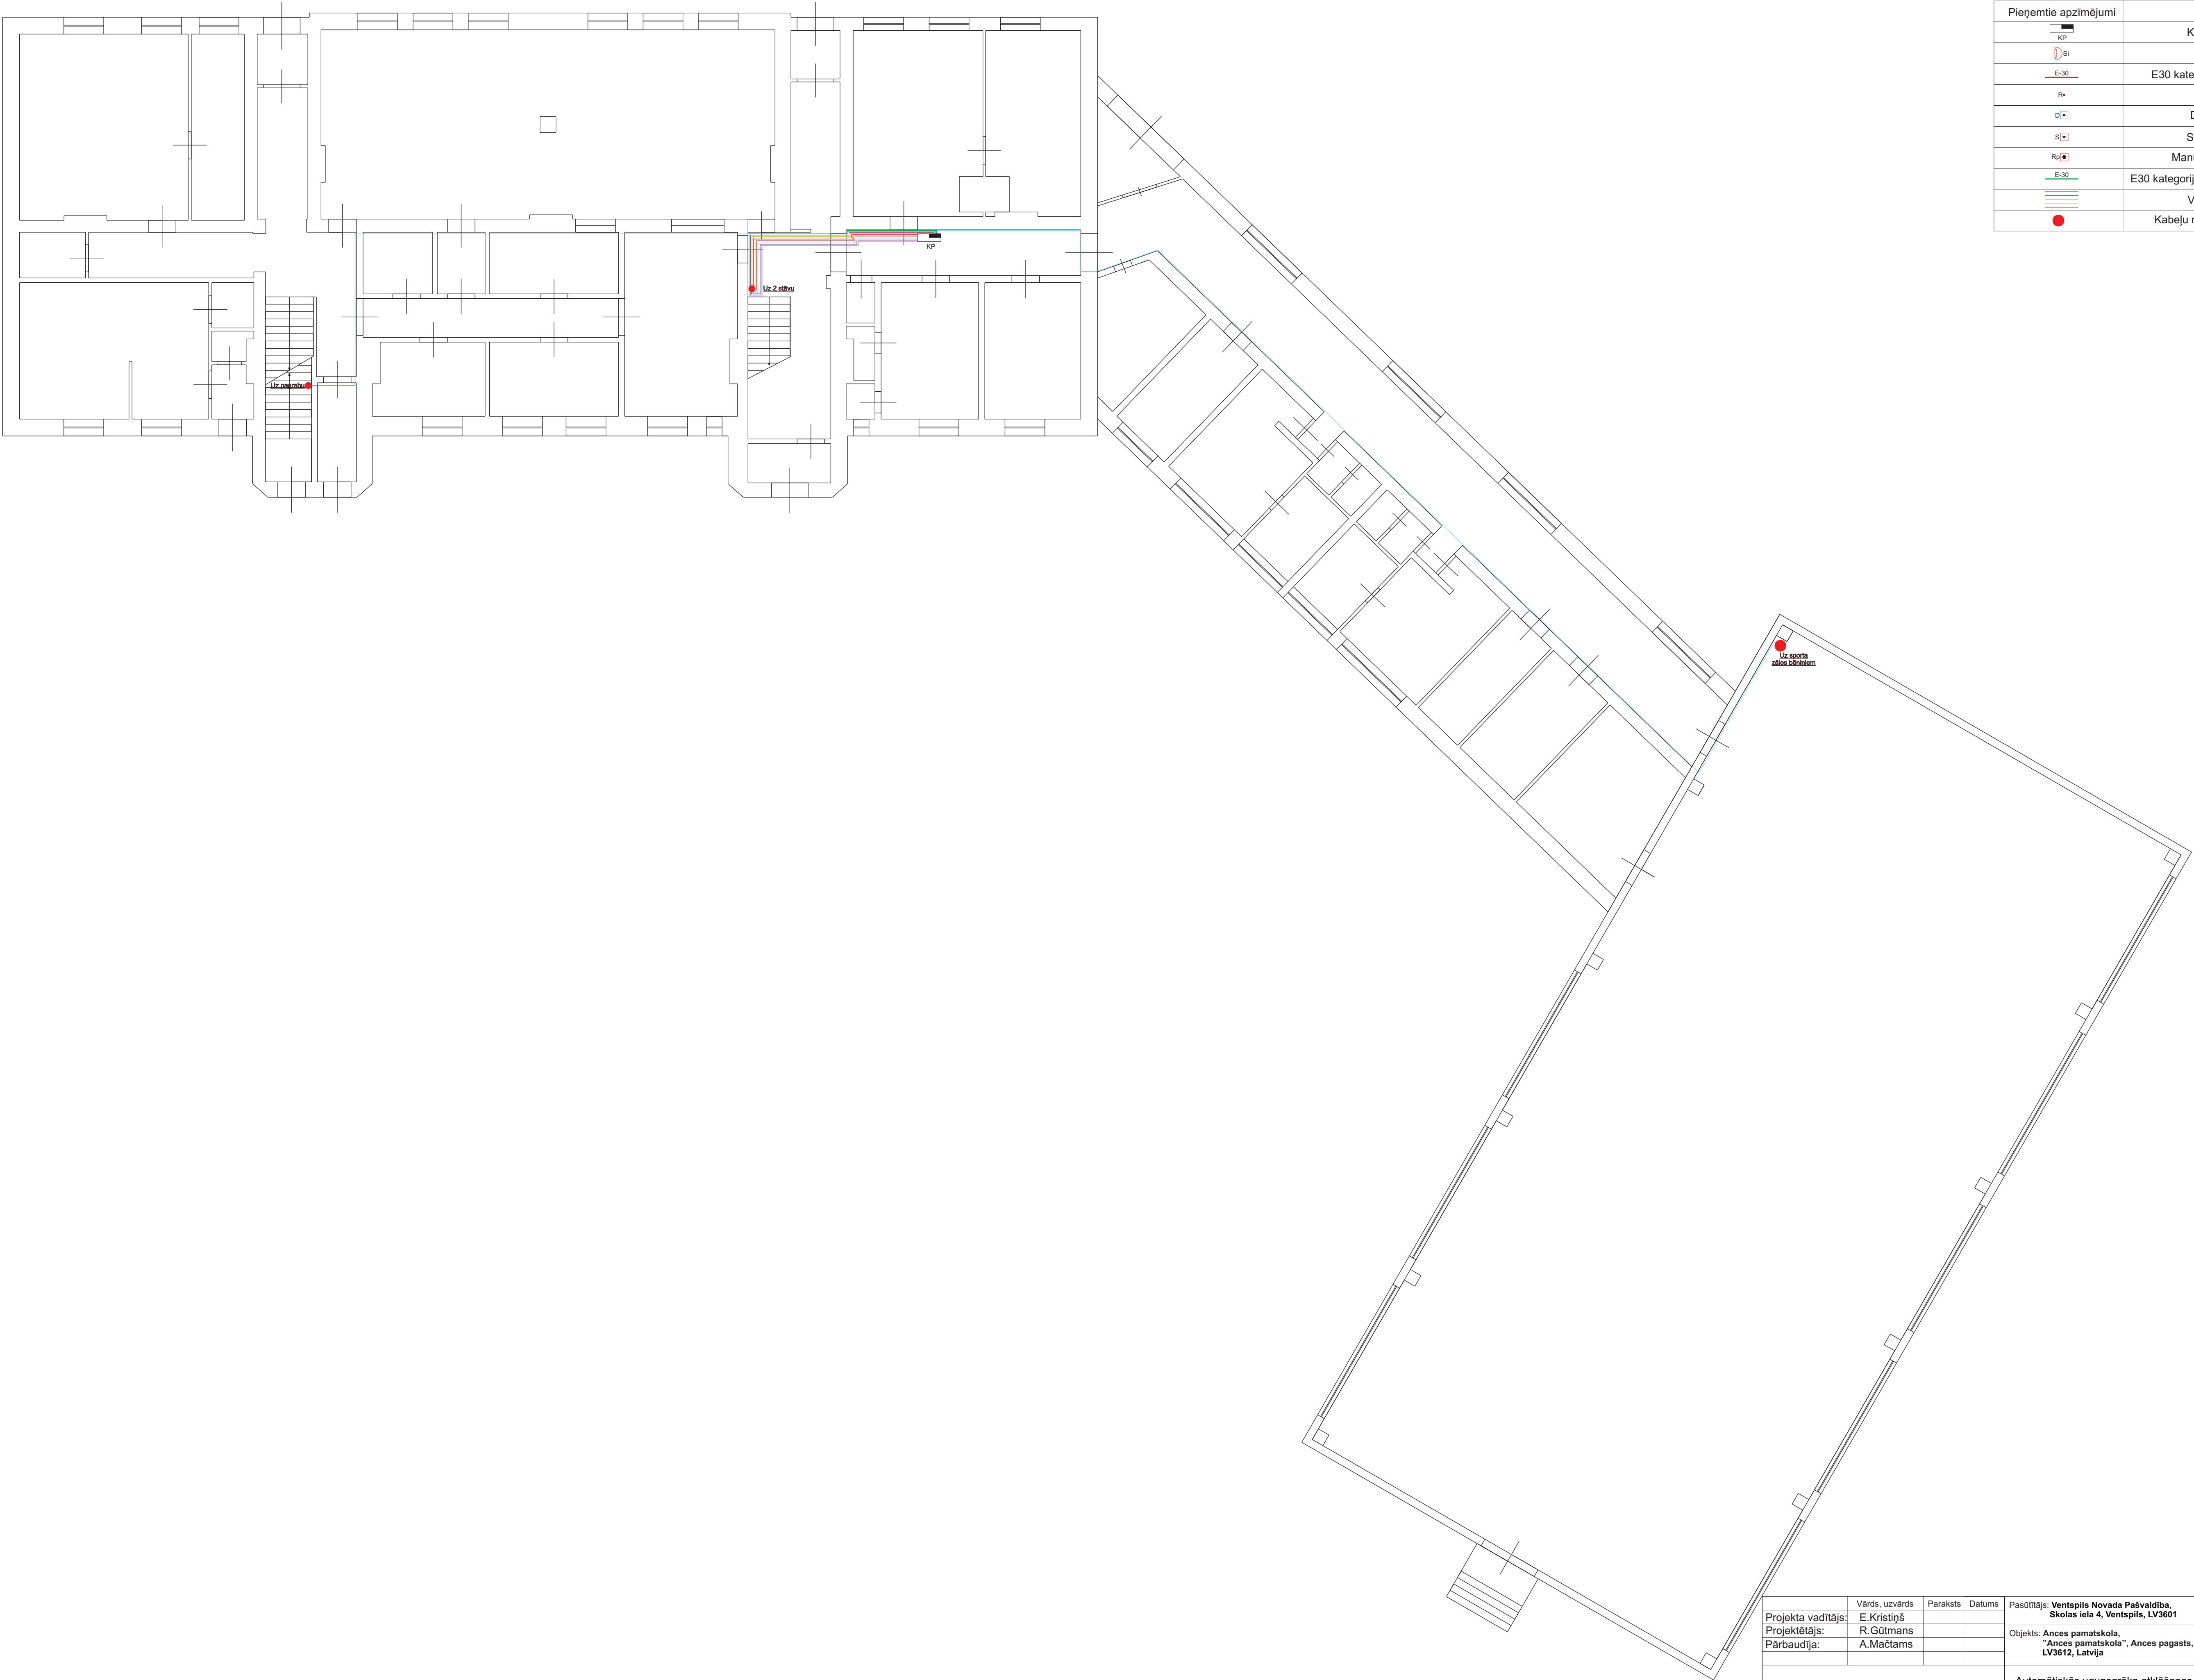 Pieņemtie apzīmējumi
KP
K
Si
E-30
E30 kate
R
D
D
S
S
Rp
Man
E-30
E30 kategorij
V
Kabeļu r
KP
Uz 2 stāvu
Uz pagrabu
Uz sporta
zāles bēniņiem
Vārds, uzvārds Paraksts Datums
Projekta vadītājs: E.Kristiņš
Projektētājs: R.Gūtmans
Pārbaudīja: A.Mačtams
Pasūtītājs: Ventspils Novada Pašvaldība,
Skolas iela 4, Ventspils, LV3601
Objekts: Ances pamatskola,
"Ances pamatskola", Ances pagasts,
LV3612, Latvija